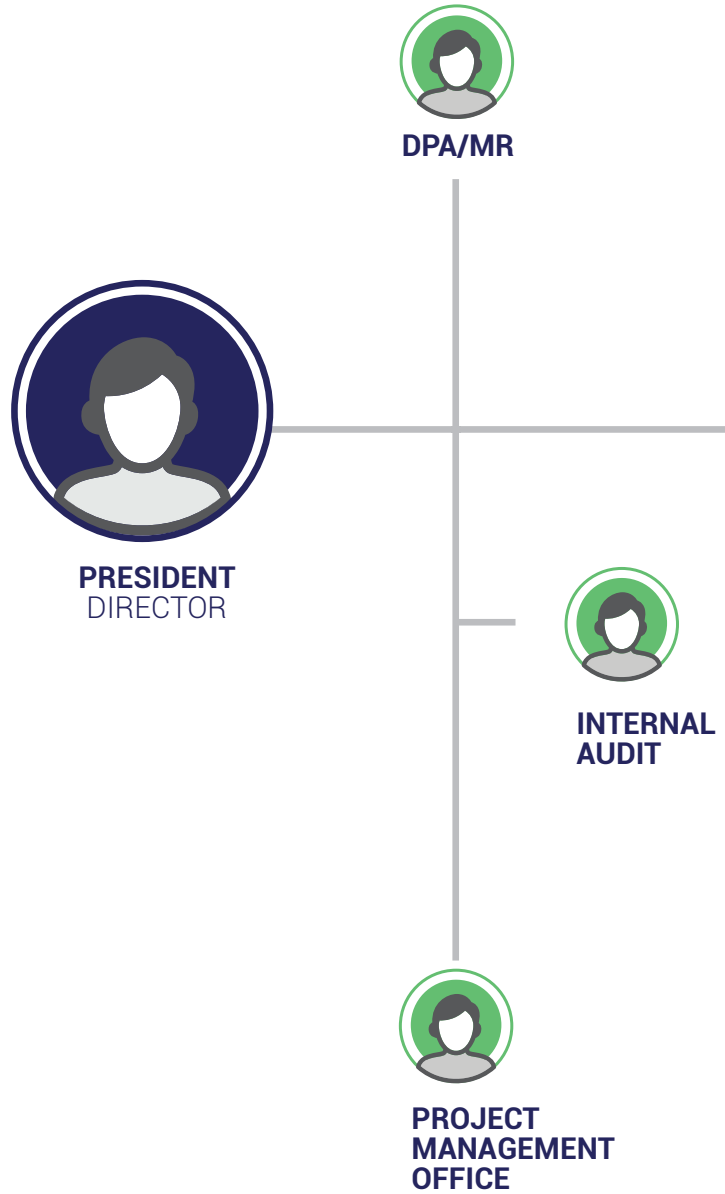 DPA/MR
PRESIDENT
DIRECTOR
INTERNAL
AUDIT
PROJECT
MANAGEMENT
OFFICE